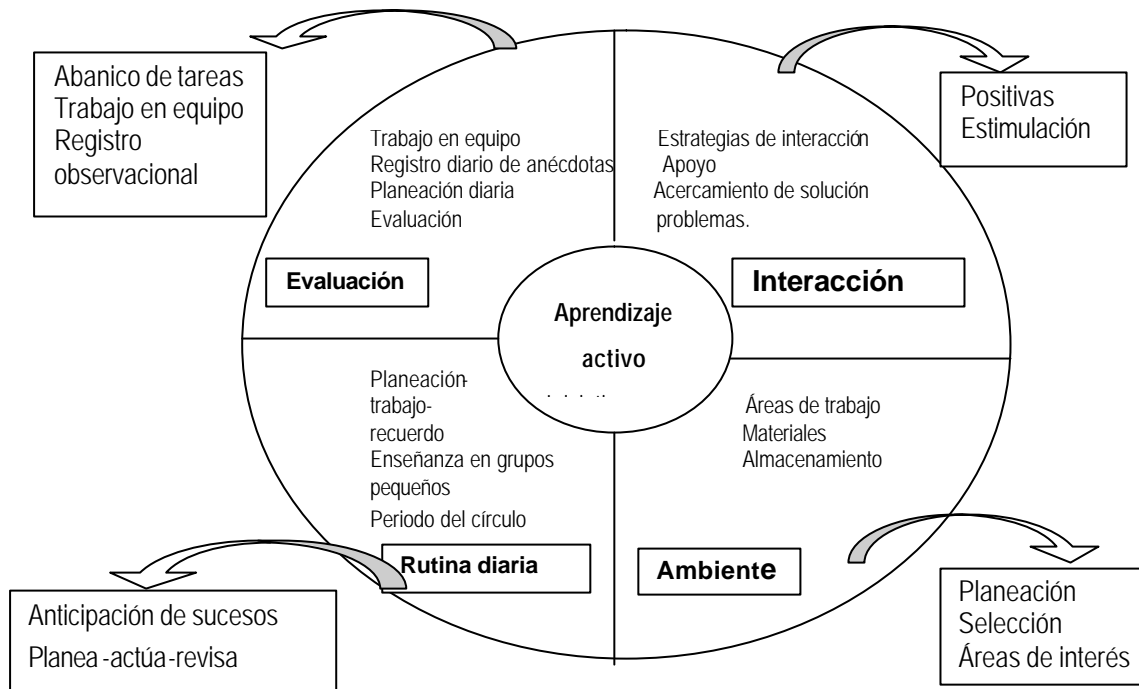 Abanico de tareas
Trabajo en equipo
Registro
observacional
Positivas
Estimulación
Trabajo en equipo
Registro diario de anécdotas
Planeación diaria
Evaluación
Evaluación
Estrategias de interacción
Apoyo
Acercamiento de solución
problemas.
Interacción
Aprendizaje
activo
Planeación-
trabajo-
recuerdo
Enseñanza en grupos
pequeños
Periodo del círculo
Rutina diaria
Áreas de trabajo
Materiales
Almacenamiento
Ambiente
Anticipación de sucesos
Planea -actúa-revisa
Planeación
Selección
Áreas de interés